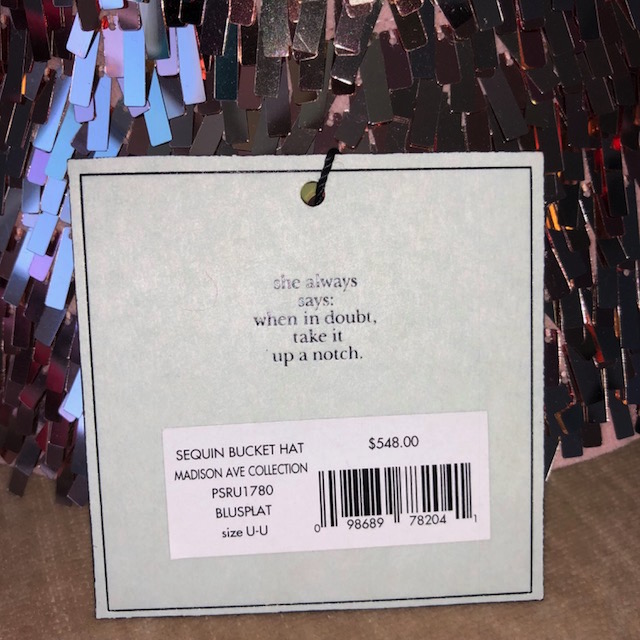 she always
says:
when in doubt,
take it
up a notch.
SEQUIN BUCKET HAT
$548.00
MADISON AVE COLLECTION
PSRU1780
BLUSPLAT
size U-U
0 98689 78204 1